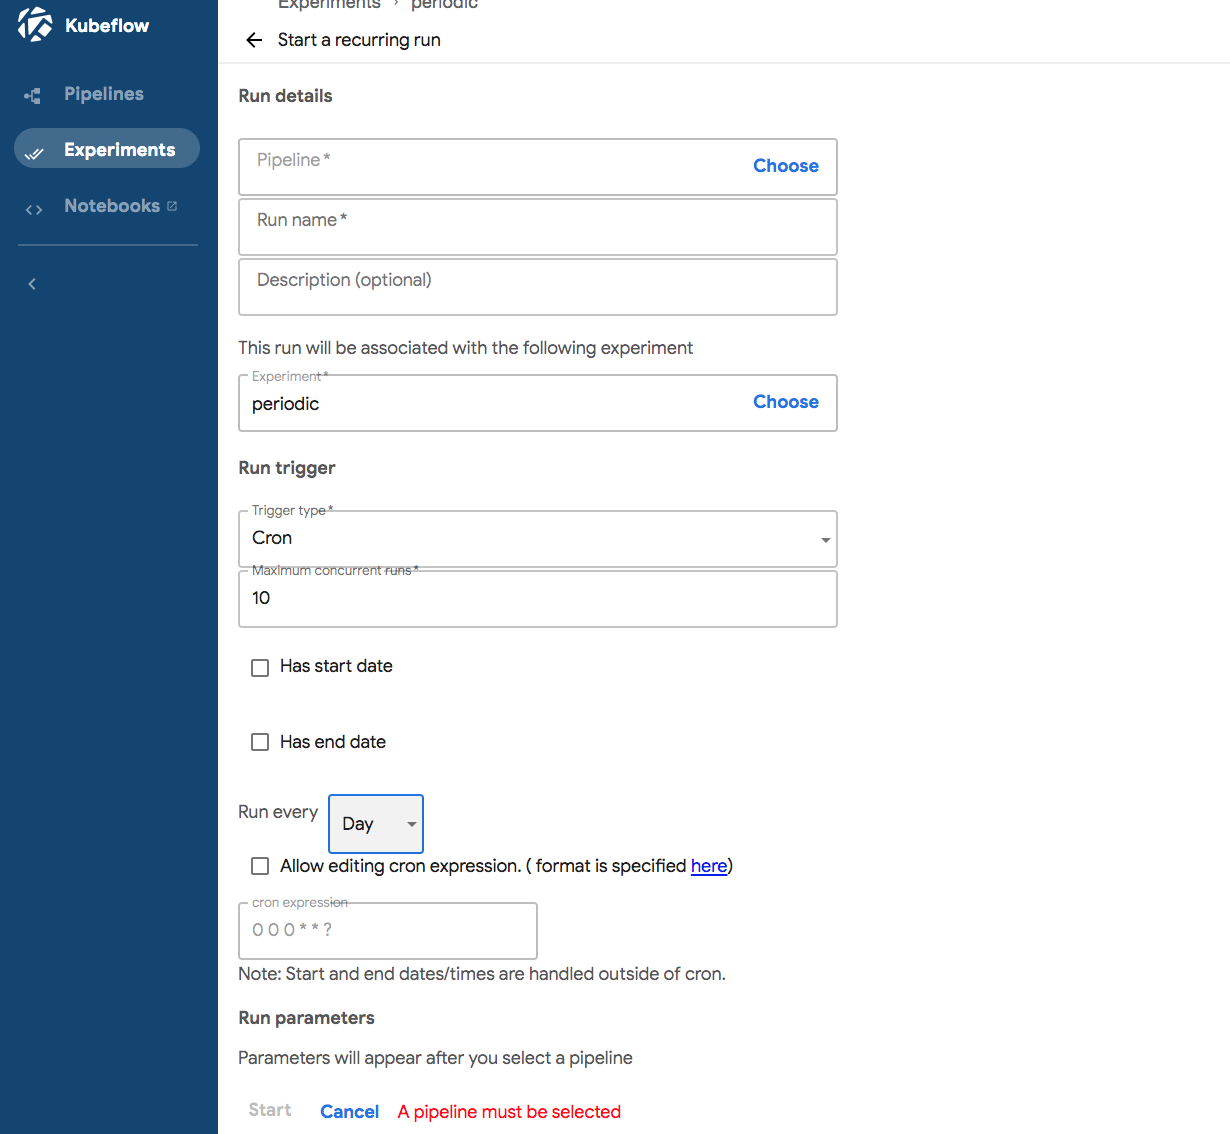 Kubeflow
Pipelines
Experiments
Notebooks
Experiments > periodic
Start a recurring run
Run details
Pipeline*
Choose
Run name*
Description (optional)
This run will be associated with the following experiment
Experiment*
periodic
Choose
Run trigger
Trigger type*
Cron
Maximum concurrent runs*
10
Has start date
Has end date
Run every
Day
Allow editing cron expression. ( format is specified here)
cron expression
0 0 0 * * ?
Note: Start and end dates/times are handled outside of cron.
Run parameters
Parameters will appear after you select a pipeline
Start
Cancel
A pipeline must be selected